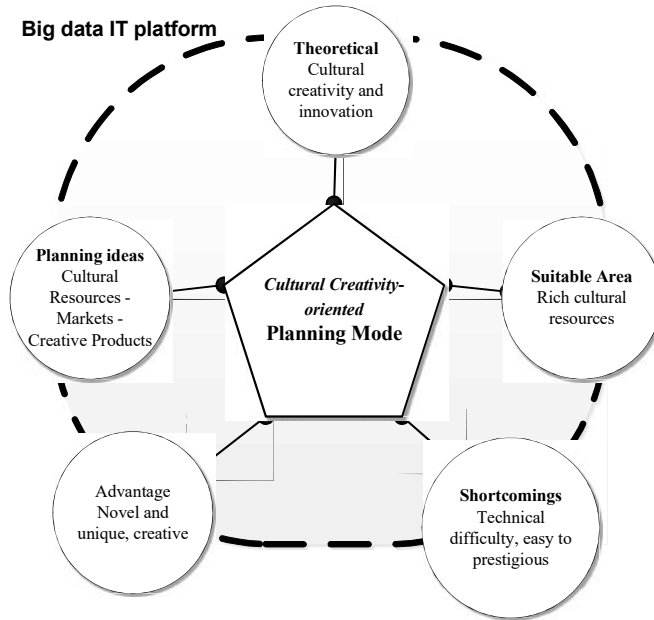 Big data IT platform
Theoretical
Cultural
creativity and
innovation
Planning ideas
Cultural
Resources -
Markets -
Creative Products
Cultural Creativity-
oriented
Planning Mode
Suitable Area
Rich cultural
resources
Advantage
Novel and
unique, creative
Shortcomings
Technical
difficulty, easy to
prestigious